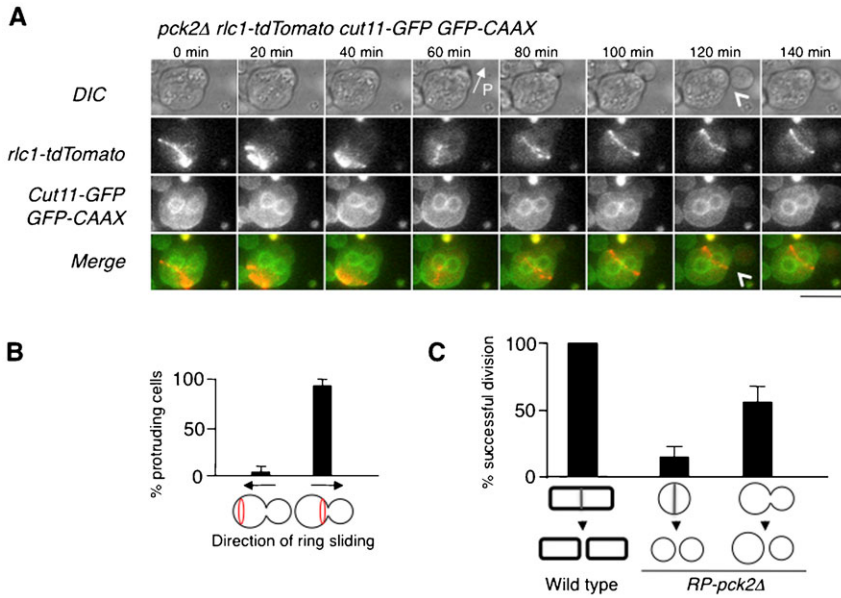 A
pck2Δ rlc1-tdTomato cut11-GFP GFP-CAAX
0 min 20 min 40 min 60 min 80 min 100 min 120 min 140 min
DIC
P
rlc1-tdTomato
Cut11-GFP
GFP-CAAX
Merge
B
% protruding cells
100
50
0
Direction of ring sliding
C
% successful division
100
50
0
Wild type
RP-pck2Δ